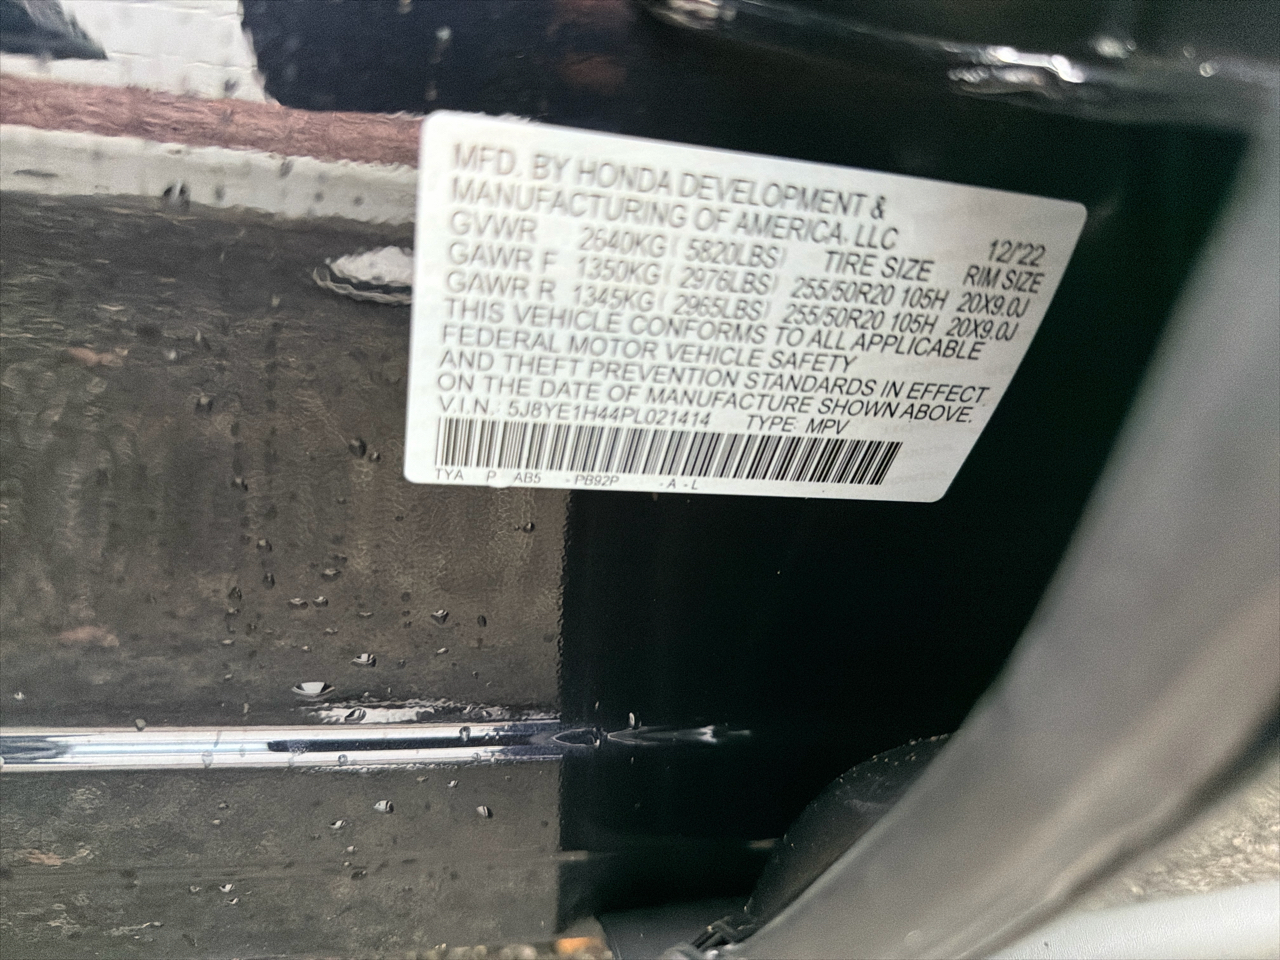 MFD. BY HONDA DEVELOPMENT &
MANUFACTURING OF AMERICA, LLC 12/'22
GVWR 2640KG ( 5820LBS) TIRE SIZE RIM SIZE
GAWR F 1350KG ( 2976LBS) 255/50R20 105H 20X9.0J
GAWR R 1345KG ( 2965LBS) 255/50R20 105H 20X9.0J
THIS VEHICLE CONFORMS TO ALL APPLICABLE
FEDERAL MOTOR VEHICLE SAFETY
AND THEFT PREVENTION STANDARDS IN EFFECT
ON THE DATE OF MANUFACTURE SHOWN ABOVE.
V.I.N.: 5J8YE1H44PL021414 TYPE: MPV
TYA P AB5 - PB92P - A - L